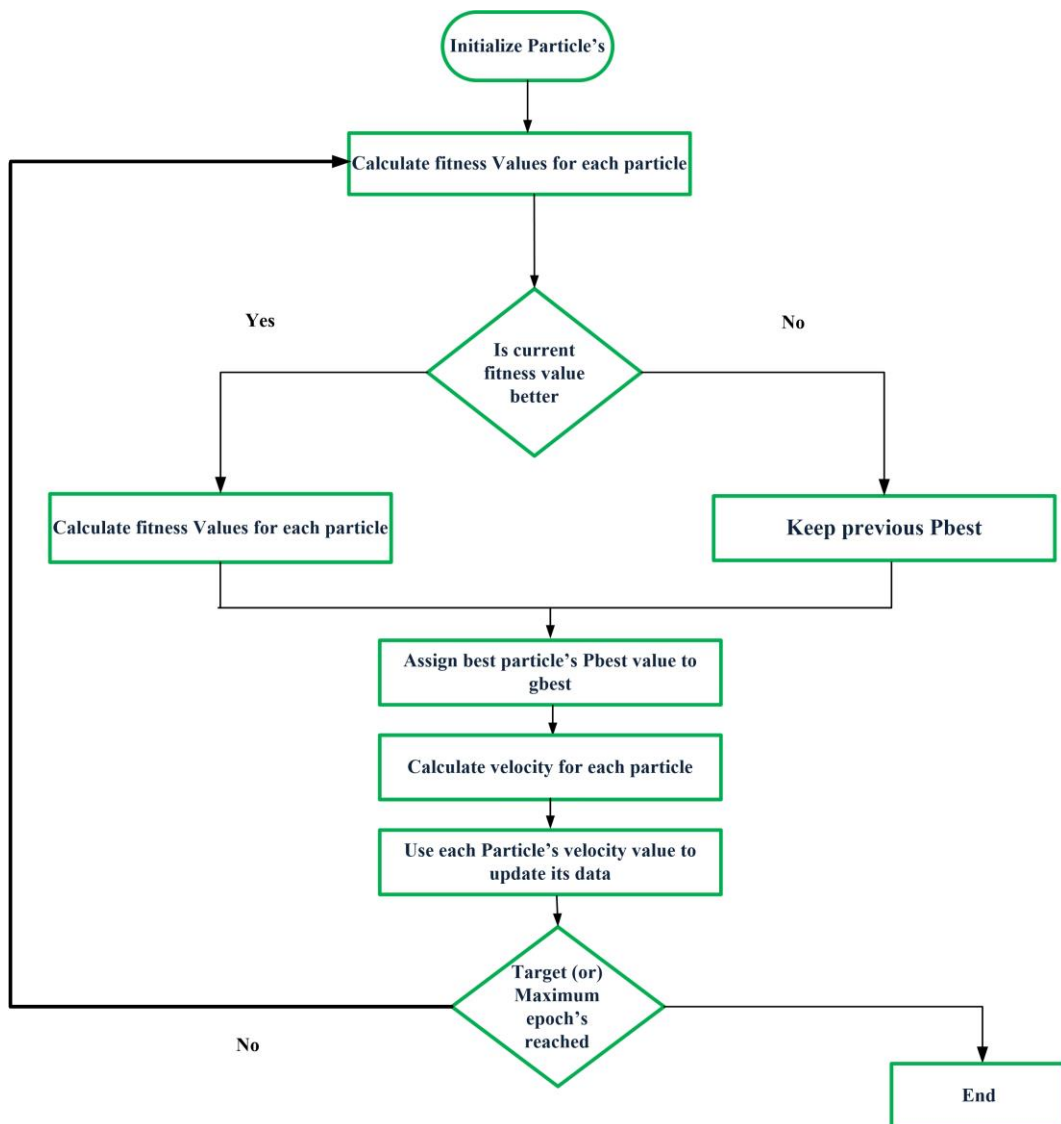 Initialize Particle's
Calculate fitness Values for each particle
Yes
No
Is current
fitness value
better
Calculate fitness Values for each particle
Keep previous Pbest
Assign best particle's Pbest value to
gbest
Calculate velocity for each particle
Use each Particle's velocity value to
update its data
Target (or)
Maximum
epoch's
reached
No
End